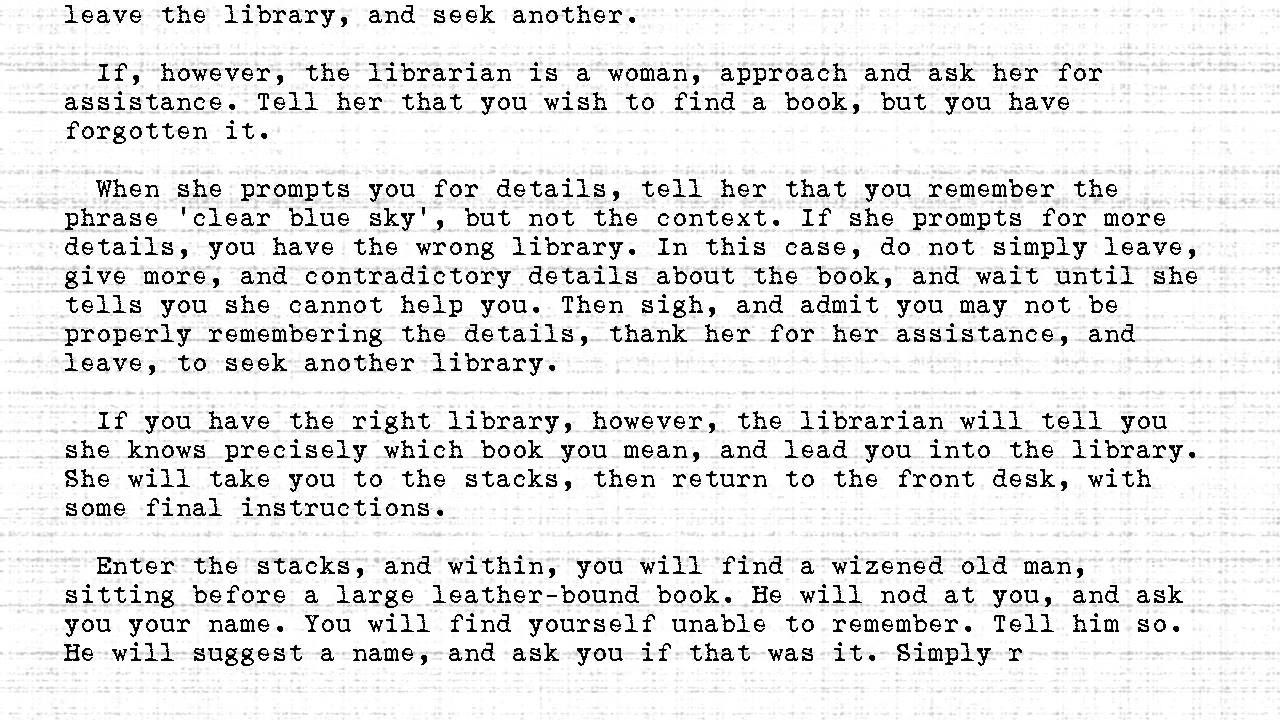 leave the library, and seek another.
If, however, the librarian is a woman, approach and ask her for
assistance. Tell her that you wish to find a book, but you have
forgotten it.
When she prompts you for details, tell her that you remember the
phrase 'clear blue sky', but not the context. If she prompts for more
details, you have the wrong library. In this case, do not simply leave,
give more, and contradictory details about the book, and wait until she
tells you she cannot help you. Then sigh, and admit you may not be
properly remembering the details, thank her for her assistance, and
leave, to seek another library.
If you have the right library, however, the librarian will tell you
she knows precisely which book you mean, and lead you into the library.
She will take you to the stacks, then return to the front desk, with
some final instructions.
Enter the stacks, and within, you will find a wizened old man,
sitting before a large leather-bound book. He will nod at you, and ask
you your name. You will find yourself unable to remember. Tell him so.
He will suggest a name, and ask you if that was it. Simply r